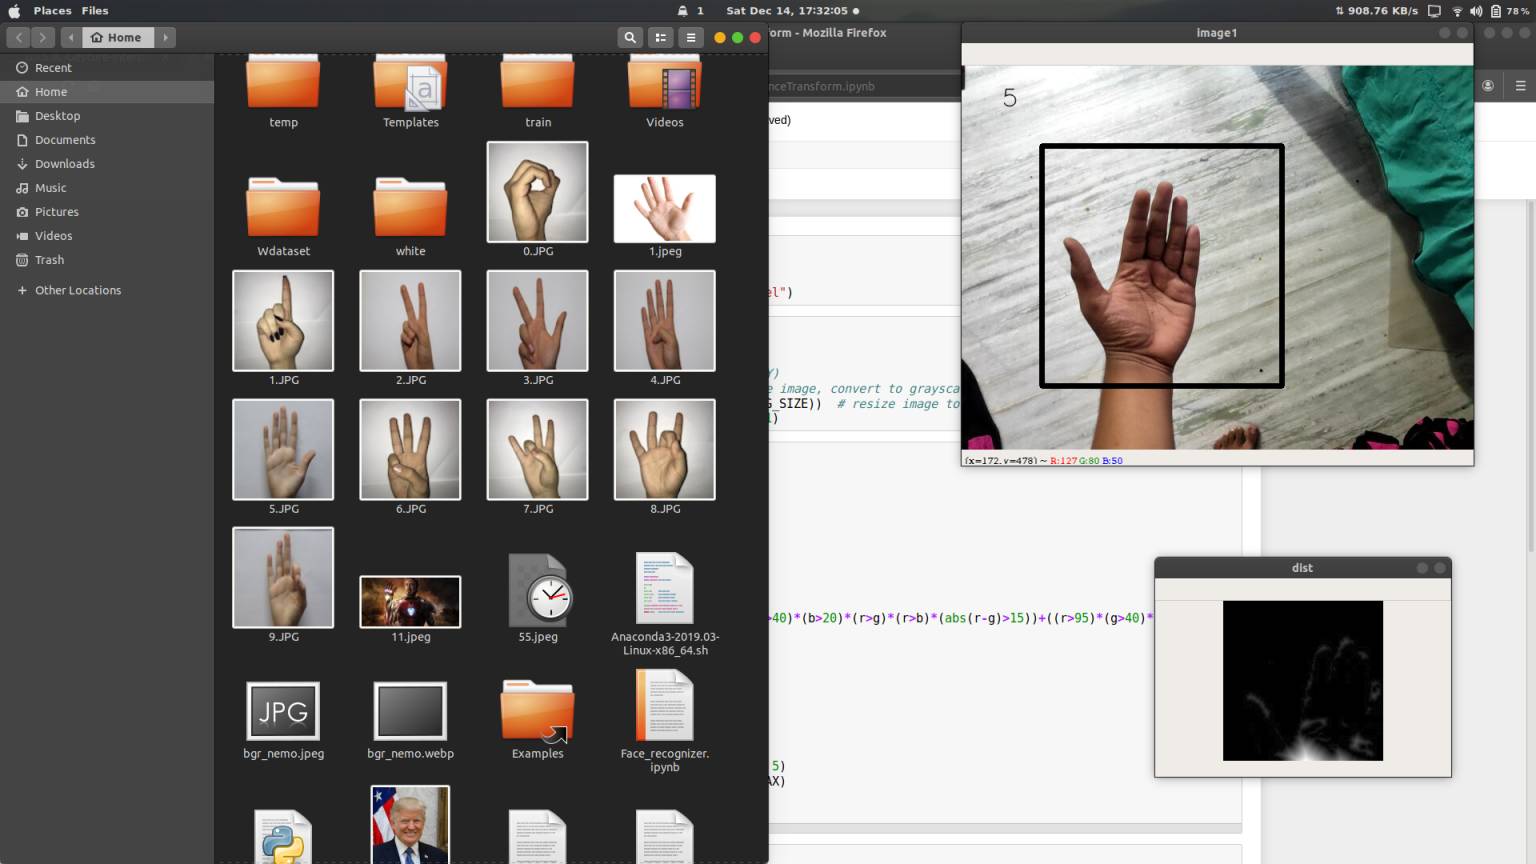 Places Files
1
Sat Dec 14, 17:32:05
908.76 KB/s
78 %
Home
Recent
Home
Desktop
Documents
Downloads
Music
Pictures
Videos
Trash
Other Locations
temp
Templates
train
Videos
Wdataset
white
0.JPG
1.jpeg
1.JPG
2.JPG
3.JPG
4.JPG
5.JPG
6.JPG
7.JPG
8.JPG
9.JPG
11.jpeg
55.jpeg
Anaconda3-2019.03-
Linux-x86_64.sh
JPG
bgr_nemo.jpeg
bgr_nemo.webp
Examples
Face_recognizer.
ipynb
orm - Mozilla Firefox
nceTransform.ipynb
ved)
el")
Y)
e image, convert to graysca
G_SIZE)) # resize image to
l)
>40)*(b>20)*(r>g)*(r>b)*(abs(r-g)>15))+((r>95)*(g>40)*
5)
AX)
image1
5
(x=172, y=478) ~ R:127 G:80 B:50
dist